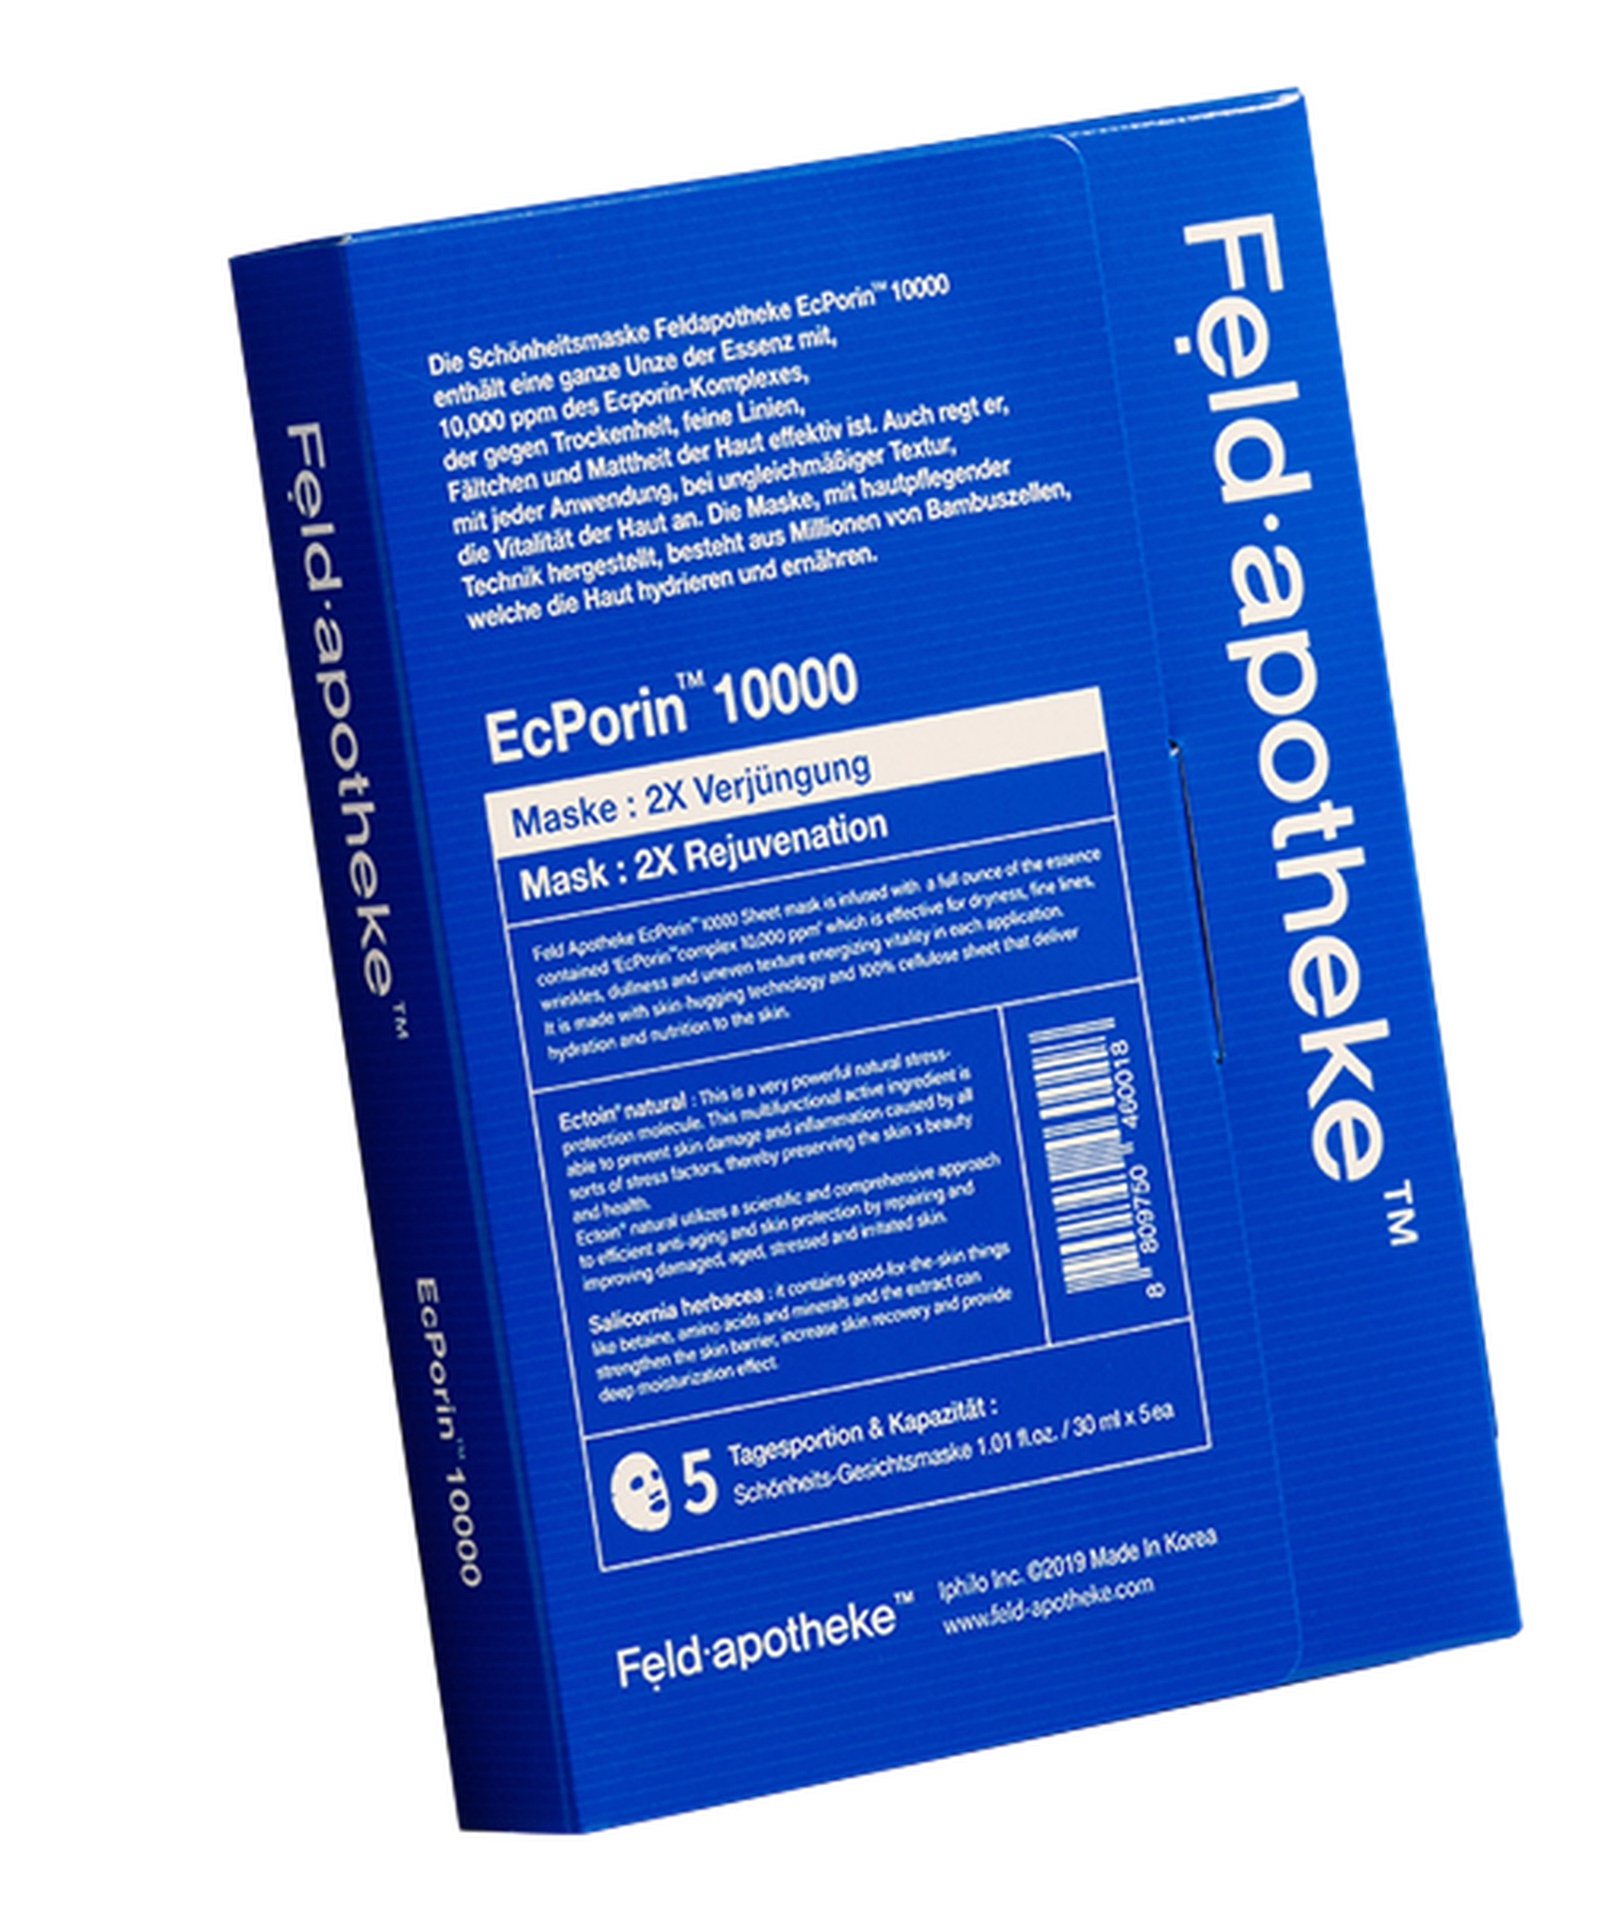 Feld·apotheke™
EcPorin™ 10000
Die Schönheitsmaske Feldapotheke EcPorin™ 10000
enthält eine ganze Unze der Essenz mit,
10,000 ppm des Ecporin-Komplexes,
der gegen Trockenheit, feine Linien,
Fältchen und Mattheit der Haut effektiv ist. Auch regt er,
mit jeder Anwendung, bei ungleichmäßiger Textur,
die Vitalität der Haut an. Die Maske, mit hautpflegender
Technik hergestellt, besteht aus Millionen von Bambuszellen,
welche die Haut hydrieren und ernähren.
EcPorin™ 10000
Maske : 2X Verjüngung
Mask : 2X Rejuvenation
Feld Apotheke EcPorin™ 10000 Sheet mask is infused with a full ounce of the essence
contained 'EcPorin™ complex 10,000 ppm' which is effective for dryness, fine lines,
wrinkles, dullness and uneven texture energizing vitality in each application.
It is made with skin-hugging technology and 100% cellulose sheet that deliver
hydration and nutrition to the skin.
Ectoin® natural : This is a very powerful natural stress-
protection molecule. This multifunctional active ingredient is
able to prevent skin damage and inflammation caused by all
sorts of stress factors, thereby preserving the skin's beauty
and health.
Ectoin® natural utilizes a scientific and comprehensive approach
to efficient anti-aging and skin protection by repairing and
improving damaged, aged, stressed and irritated skin.
Salicornia herbacea : it contains good-for-the-skin things
like betaine, amino acids and minerals and the extract can
strengthen the skin barrier, increase skin recovery and provide
deep moisturization effect.
8 809750 460018
5
Tagesportion & Kapazität :
Schönheits-Gesichtsmaske 1.01 fl.oz. / 30 ml x 5 ea
Fẹld·apotheke™
Iphilo Inc. ©2019 Made In Korea
www.feld-apotheke.com
Fẹld·apotheke™